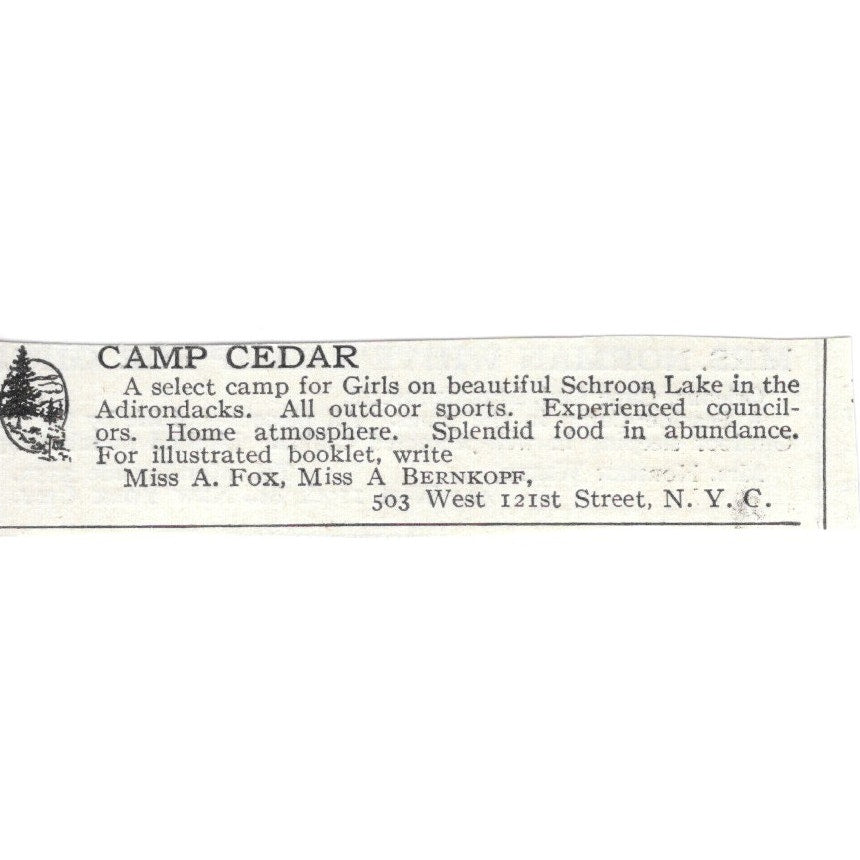 CAMP CEDAR
A select camp for Girls on beautiful Schroon Lake in the
Adirondacks. All outdoor sports. Experienced council-
ors. Home atmosphere. Splendid food in abundance.
For illustrated booklet, write
Miss A. Fox, Miss A Bernkopf,
503 West 121st Street, N. Y. C.